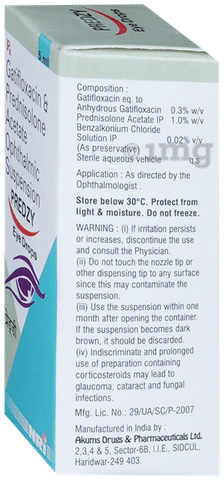 PREDZY
Eye Drops
5 ml
Gatifloxacin &
Prednisolone
Acetate
Ophthalmic
Suspension
PREDZY
Eye Drops
Composition :
Gatifloxacin eq. to
Anhydrous Gatifloxacin 0.3% w/v
Prednisolone Acetate IP 1.0% w/v
Benzalkonium Chloride
Solution IP 0.02% v/v
(As preservative)
Sterile aqueous vehicle q.s
1mg
Application : As directed by the
Ophthalmologist .
Store below 30°C. Protect from
light & moisture. Do not freeze.
WARNING : (i) If irritation persists
or increases, discontinue the use
and consult the Physician.
(ii) Do not touch the nozzle tip or
other dispensing tip to any surface
since this may contaminate the
suspension.
(iii) Use the suspension within one
month after opening the container.
If the suspension becomes dark
brown, it should be discarded.
(iv) Indiscriminate and prolonged
use of preparation containing
corticosteroids may lead to
glaucoma, cataract and fungal
infections.
Mfg. Lic. No.: 29/UA/SC/P-2007
Manufactured in India by :
Akums Drugs & Pharmaceuticals Ltd.
2,3,4 & 5, Sector-6B, I.I.E., SIDCUL,
Haridwar-249 403.